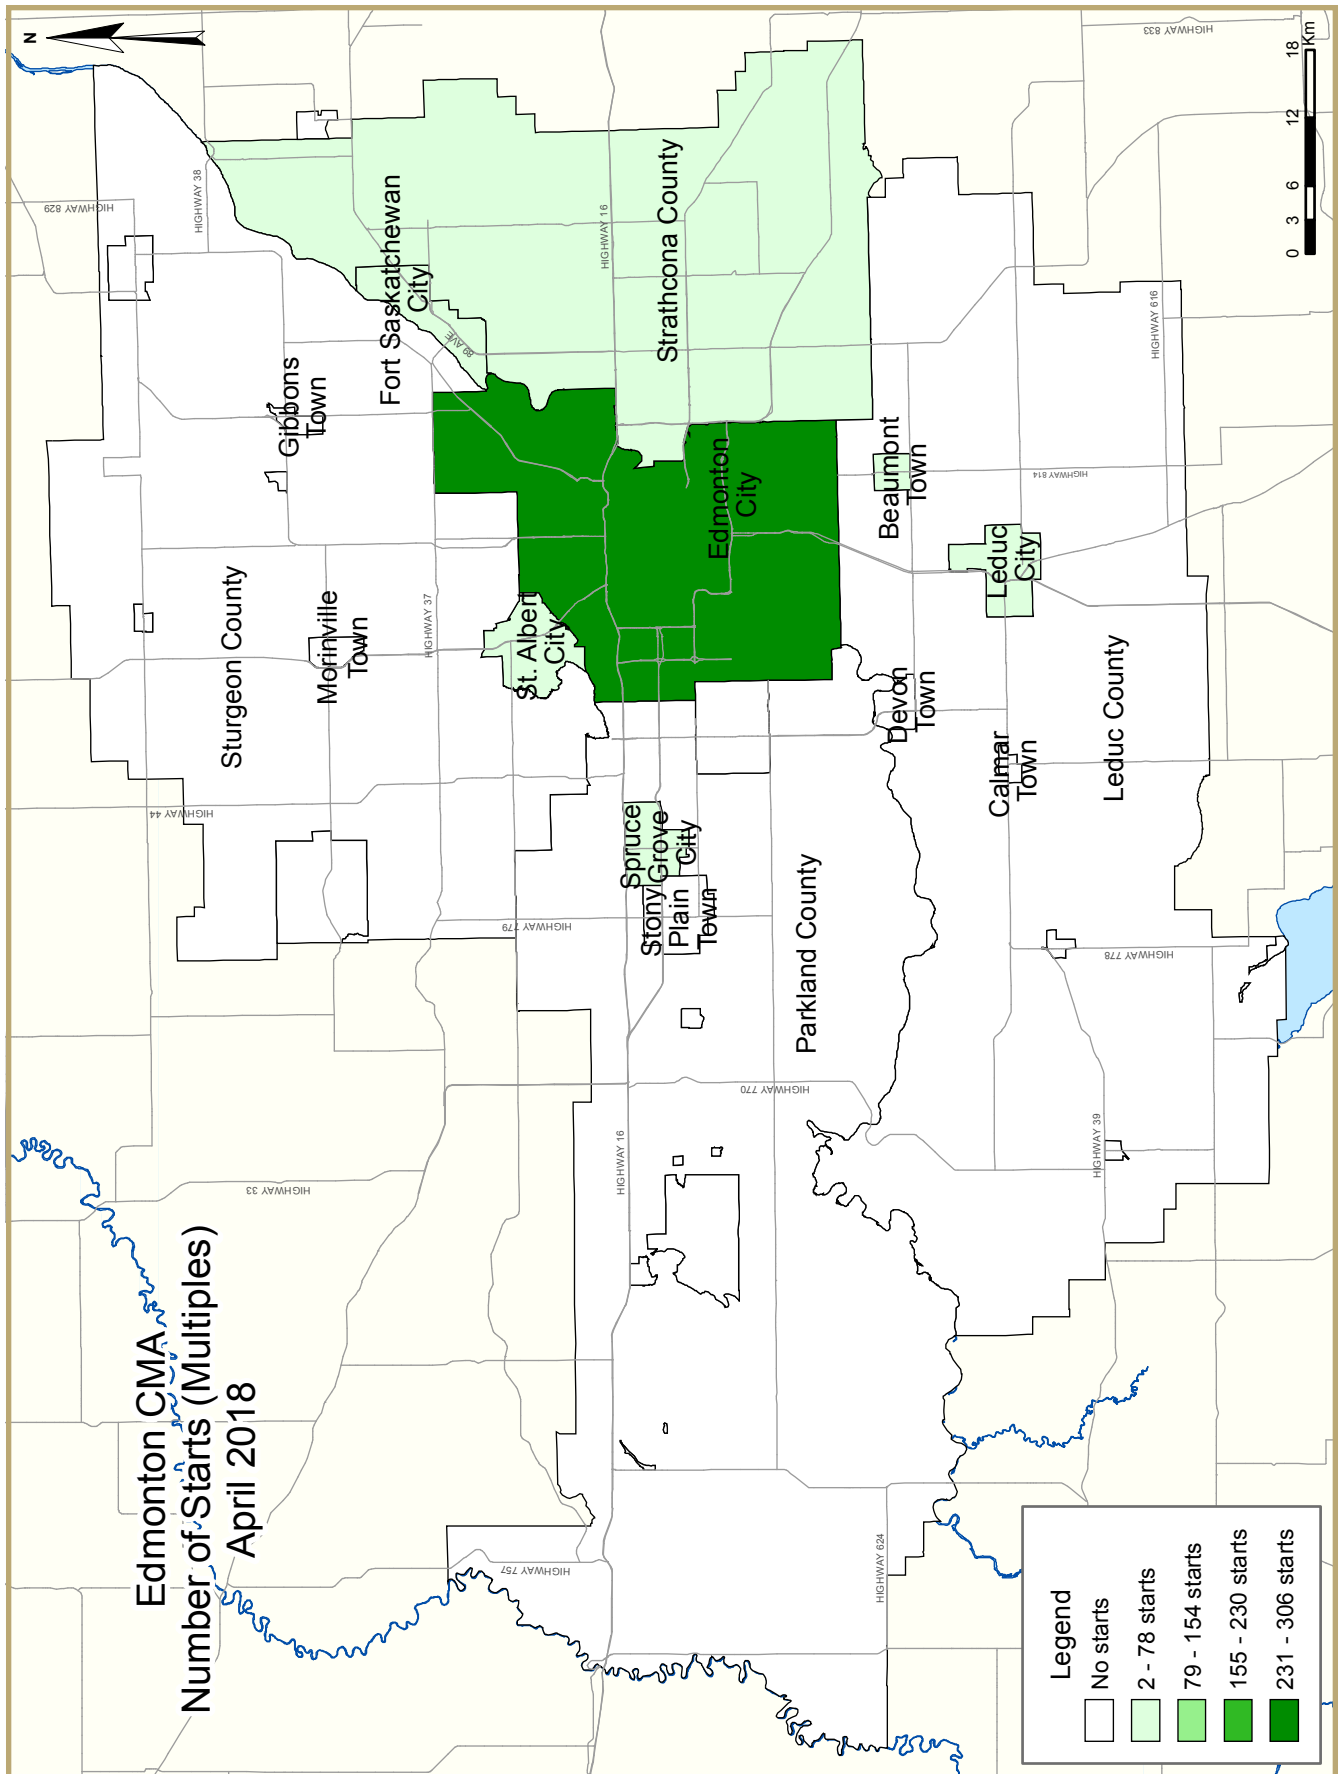 Edmonton CMA
Number of Starts (Multiples)
April 2018
N
HIGHWAY 829
HIGHWAY 38
HIGHWAY 44
HIGHWAY 33
HIGHWAY 37
HIGHWAY 779
HIGHWAY 757
HIGHWAY 16
HIGHWAY 16
89 AVE
HIGHWAY 770
HIGHWAY 624
HIGHWAY 39
HIGHWAY 778
HIGHWAY 814
HIGHWAY 616
HIGHWAY 833
Sturgeon County
Gibbons
Town
Morinville
Town
Fort Saskatchewan
City
St. Albert
City
Strathcona County
Edmonton
City
Spruce
Grove
City
Stony
Plain
Town
Parkland County
Beaumont
Town
Devon
Town
Leduc
City
Calmar
Town
Leduc County
Legend
No starts
2 - 78 starts
79 - 154 starts
155 - 230 starts
231 - 306 starts
0 3 6 12 18
Km